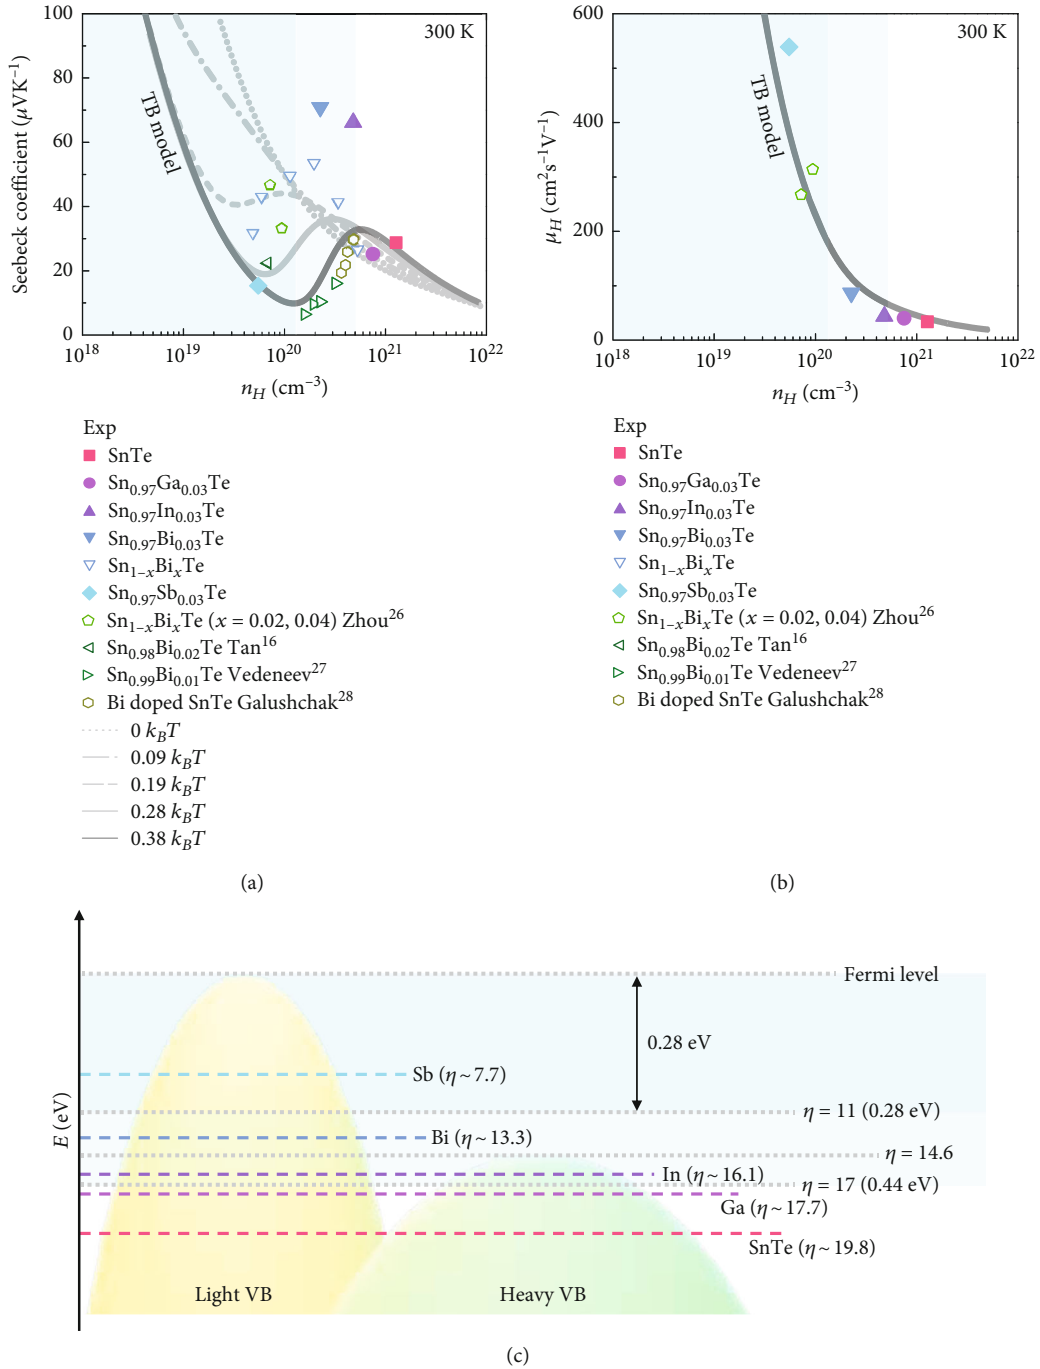 100
80
60
40
20
0
Seebeck coefficient (μVK⁻¹)
300 K
TB model
10¹⁸ 10¹⁹ 10²⁰ 10²¹ 10²²
n_H (cm⁻³)
Exp
SnTe
Sn₀.₉₇Ga₀.₀₃Te
Sn₀.₉₇In₀.₀₃Te
Sn₀.₉₇Bi₀.₀₃Te
Sn₁₋ₓBiₓTe
Sn₀.₉₇Sb₀.₀₃Te
Sn₁₋ₓBiₓTe (x = 0.02, 0.04) Zhou²⁶
Sn₀.₉₈Bi₀.₀₂Te Tan¹⁶
Sn₀.₉₉Bi₀.₀₁Te Vedeneev²⁷
Bi doped SnTe Galushchak²⁸
0 k_BT
0.09 k_BT
0.19 k_BT
0.28 k_BT
0.38 k_BT
(a)
600
400
200
0
μ_H (cm²s⁻¹V⁻¹)
300 K
TB model
10¹⁸ 10¹⁹ 10²⁰ 10²¹ 10²²
n_H (cm⁻³)
Exp
SnTe
Sn₀.₉₇Ga₀.₀₃Te
Sn₀.₉₇In₀.₀₃Te
Sn₀.₉₇Bi₀.₀₃Te
Sn₁₋ₓBiₓTe
Sn₀.₉₇Sb₀.₀₃Te
Sn₁₋ₓBiₓTe (x = 0.02, 0.04) Zhou²⁶
Sn₀.₉₈Bi₀.₀₂Te Tan¹⁶
Sn₀.₉₉Bi₀.₀₁Te Vedeneev²⁷
Bi doped SnTe Galushchak²⁸
(b)
E (eV)
Fermi level
0.28 eV
Sb (η ~ 7.7)
η = 11 (0.28 eV)
Bi (η ~ 13.3)
η = 14.6
In (η ~ 16.1)
η = 17 (0.44 eV)
Ga (η ~ 17.7)
SnTe (η ~ 19.8)
Light VB
Heavy VB
(c)